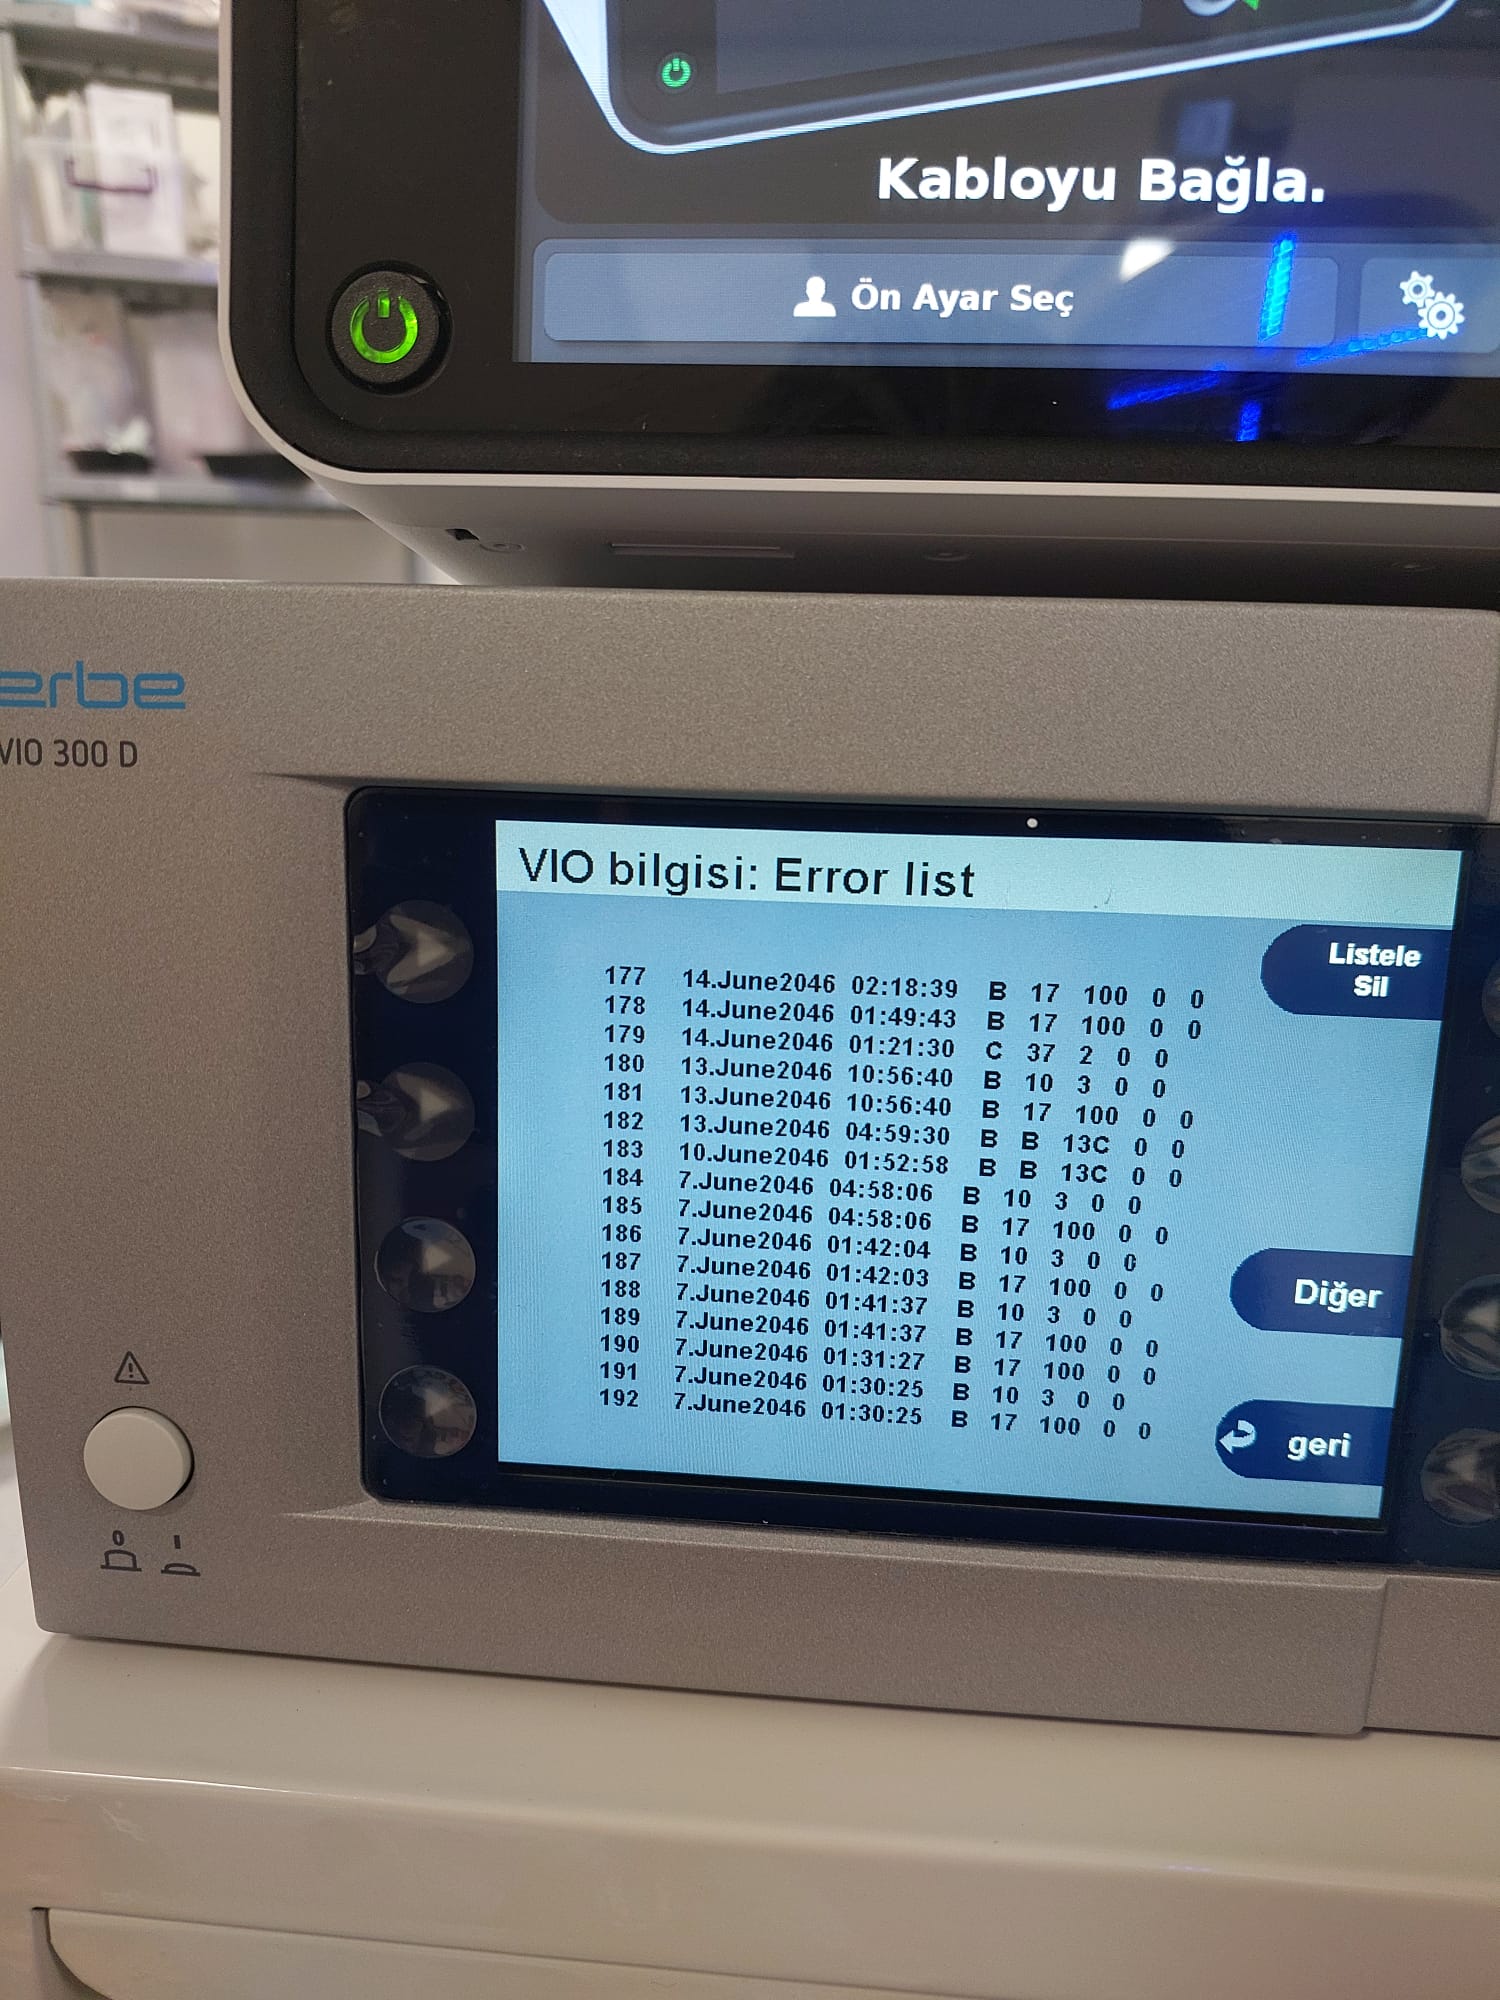 Kabloyu Bağla.
Ön Ayar Seç
erbe
VIO 300 D
VIO bilgisi: Error list
Listele
Sil
177 14.June2046 02:18:39 B 17 100 0 0
178 14.June2046 01:49:43 B 17 100 0 0
179 14.June2046 01:21:30 C 37 2 0 0
180 13.June2046 10:56:40 B 10 3 0 0
181 13.June2046 10:56:40 B 17 100 0 0
182 13.June2046 04:59:30 B B 13C 0 0
183 10.June2046 01:52:58 B B 13C 0 0
184 7.June2046 04:58:06 B 10 3 0 0
185 7.June2046 04:58:06 B 17 100 0 0
186 7.June2046 01:42:04 B 10 3 0 0
187 7.June2046 01:42:03 B 17 100 0 0
188 7.June2046 01:41:37 B 10 3 0 0
189 7.June2046 01:41:37 B 17 100 0 0
190 7.June2046 01:31:27 B 17 100 0 0
191 7.June2046 01:30:25 B 10 3 0 0
192 7.June2046 01:30:25 B 17 100 0 0
Diğer
geri
0 I